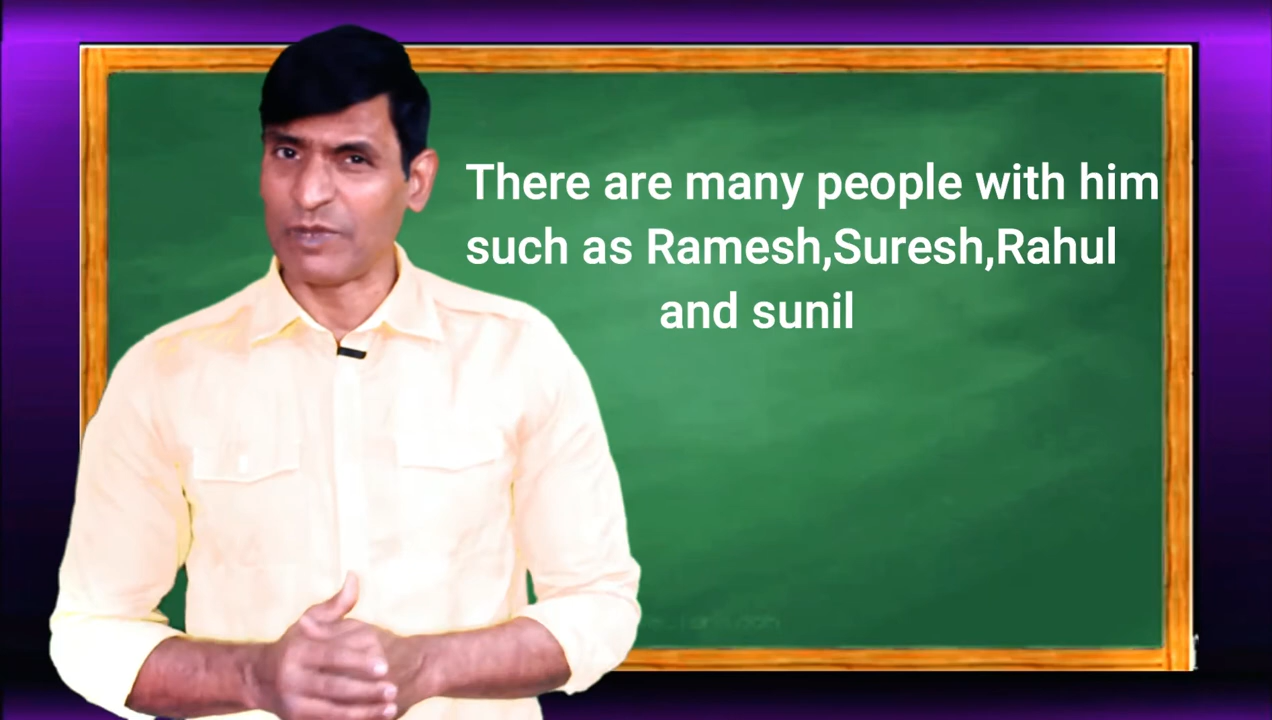 There are many people with him
such as Ramesh,Suresh,Rahul
and sunil